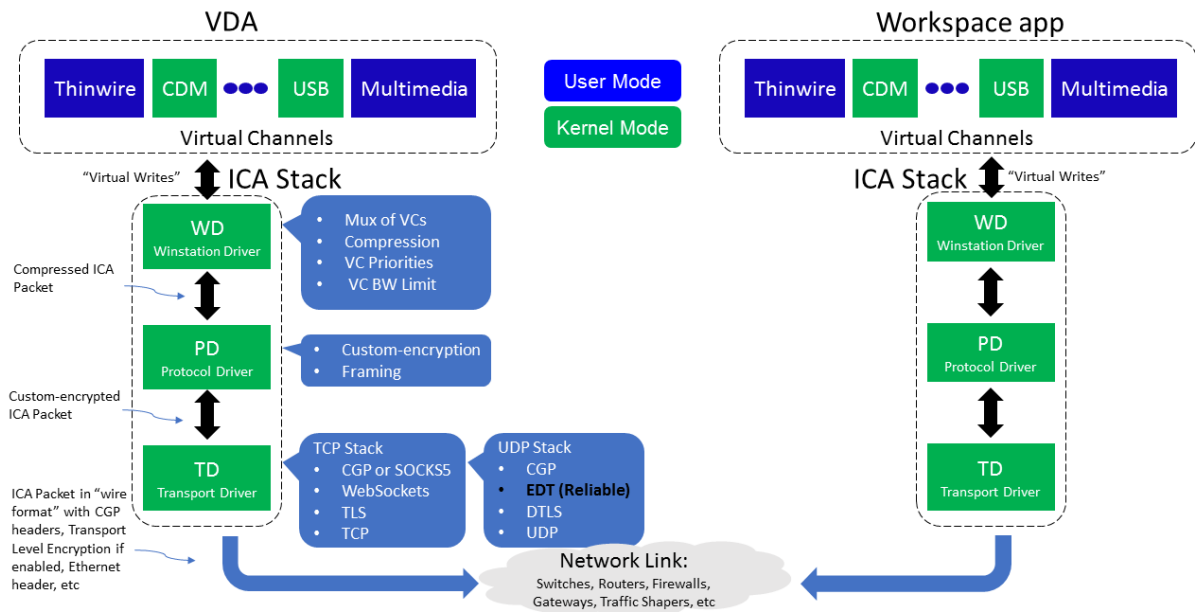 VDA
Thinwire
CDM
USB
Multimedia
Virtual Channels
User Mode
Kernel Mode
Workspace app
Thinwire
CDM
USB
Multimedia
Virtual Channels
“Virtual Writes”
ICA Stack
WD
Winstation Driver
• Mux of VCs
• Compression
• VC Priorities
• VC BW Limit
Compressed ICA
Packet
PD
Protocol Driver
• Custom-encryption
• Framing
Custom-encrypted
ICA Packet
TD
Transport Driver
TCP Stack
• CGP or SOCKS5
• WebSockets
• TLS
• TCP
UDP Stack
• CGP
• EDT (Reliable)
• DTLS
• UDP
ICA Packet in “wire
format” with CGP
headers, Transport
Level Encryption if
enabled, Ethernet
header, etc
Network Link:
Switches, Routers, Firewalls,
Gateways, Traffic Shapers, etc
ICA Stack
“Virtual Writes”
WD
Winstation Driver
PD
Protocol Driver
TD
Transport Driver